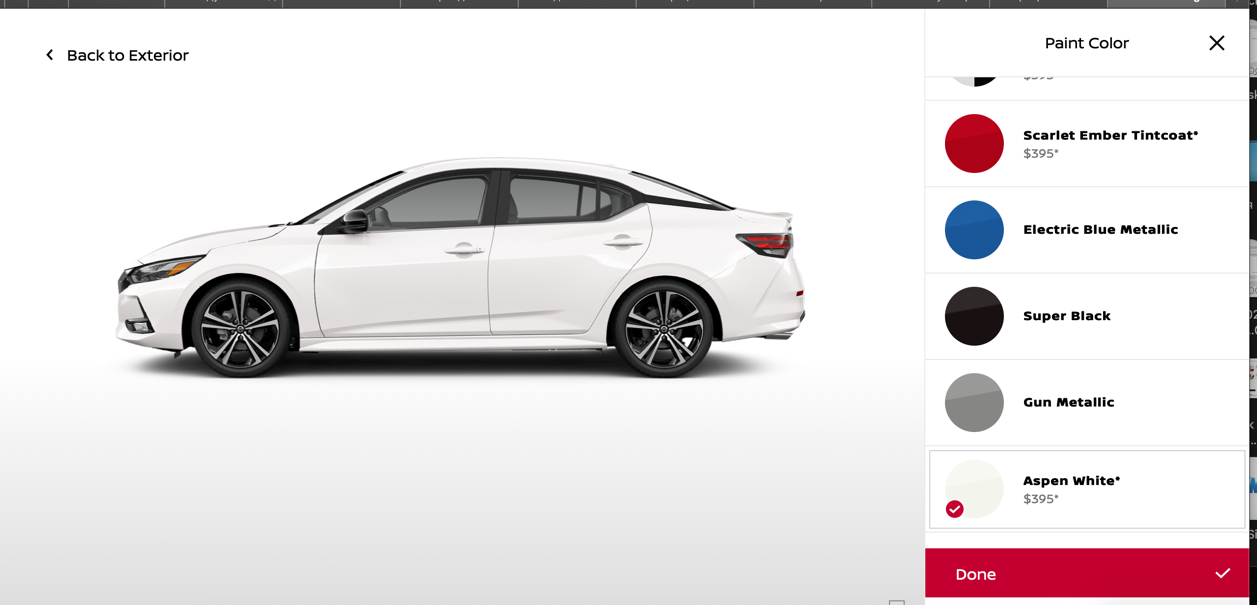 Back to Exterior
Paint Color
$395*
Scarlet Ember Tintcoat*
$395*
Electric Blue Metallic
Super Black
Gun Metallic
Aspen White*
$395*
Done